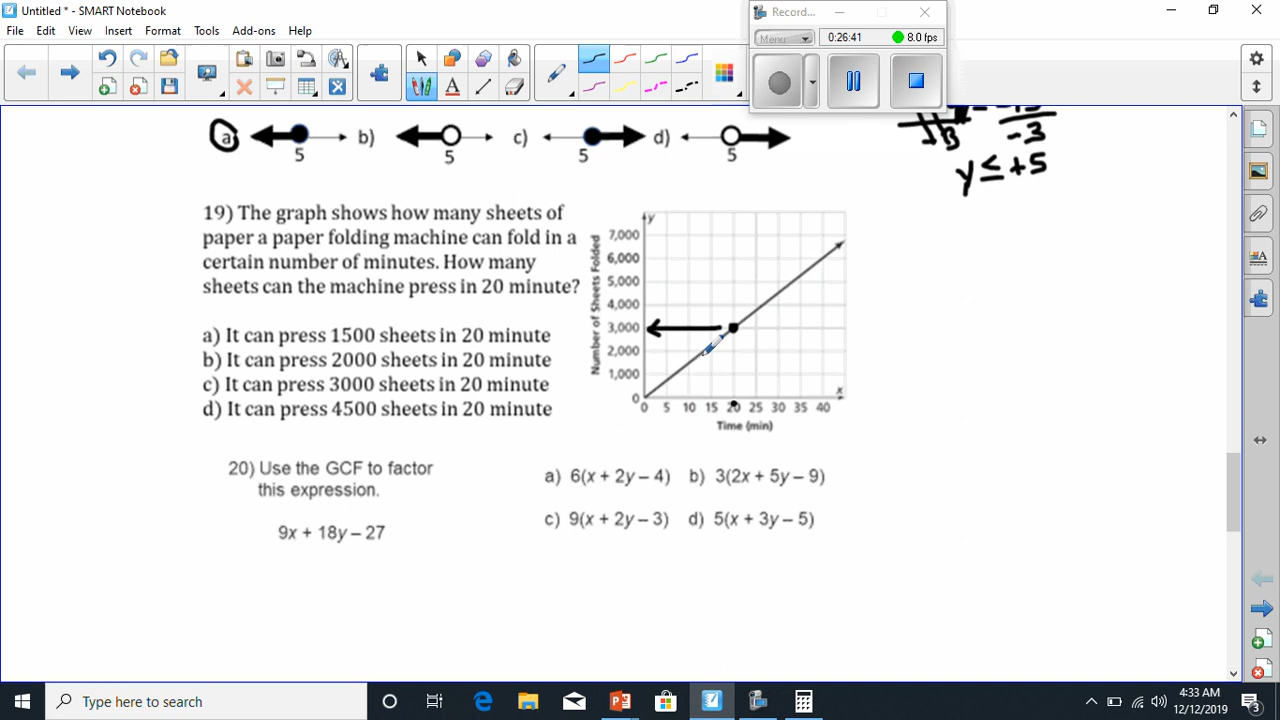 Untitled * - SMART Notebook
Record...
File Edit View Insert Format Tools Add-ons Help
Menu
0:26:41
8.0 fps
a) b) c) d)
5 5 5 5
-3
y ≤ +5
19) The graph shows how many sheets of
paper a paper folding machine can fold in a
certain number of minutes. How many
sheets can the machine press in 20 minute?
a) It can press 1500 sheets in 20 minute
b) It can press 2000 sheets in 20 minute
c) It can press 3000 sheets in 20 minute
d) It can press 4500 sheets in 20 minute
Number of Sheets Folded
y
7,000
6,000
5,000
4,000
3,000
2,000
1,000
0
x
0 5 10 15 20 25 30 35 40
Time (min)
20) Use the GCF to factor
this expression.
9x + 18y – 27
a) 6(x + 2y – 4) b) 3(2x + 5y – 9)
c) 9(x + 2y – 3) d) 5(x + 3y – 5)
Type here to search
4:33 AM
12/12/2019
3